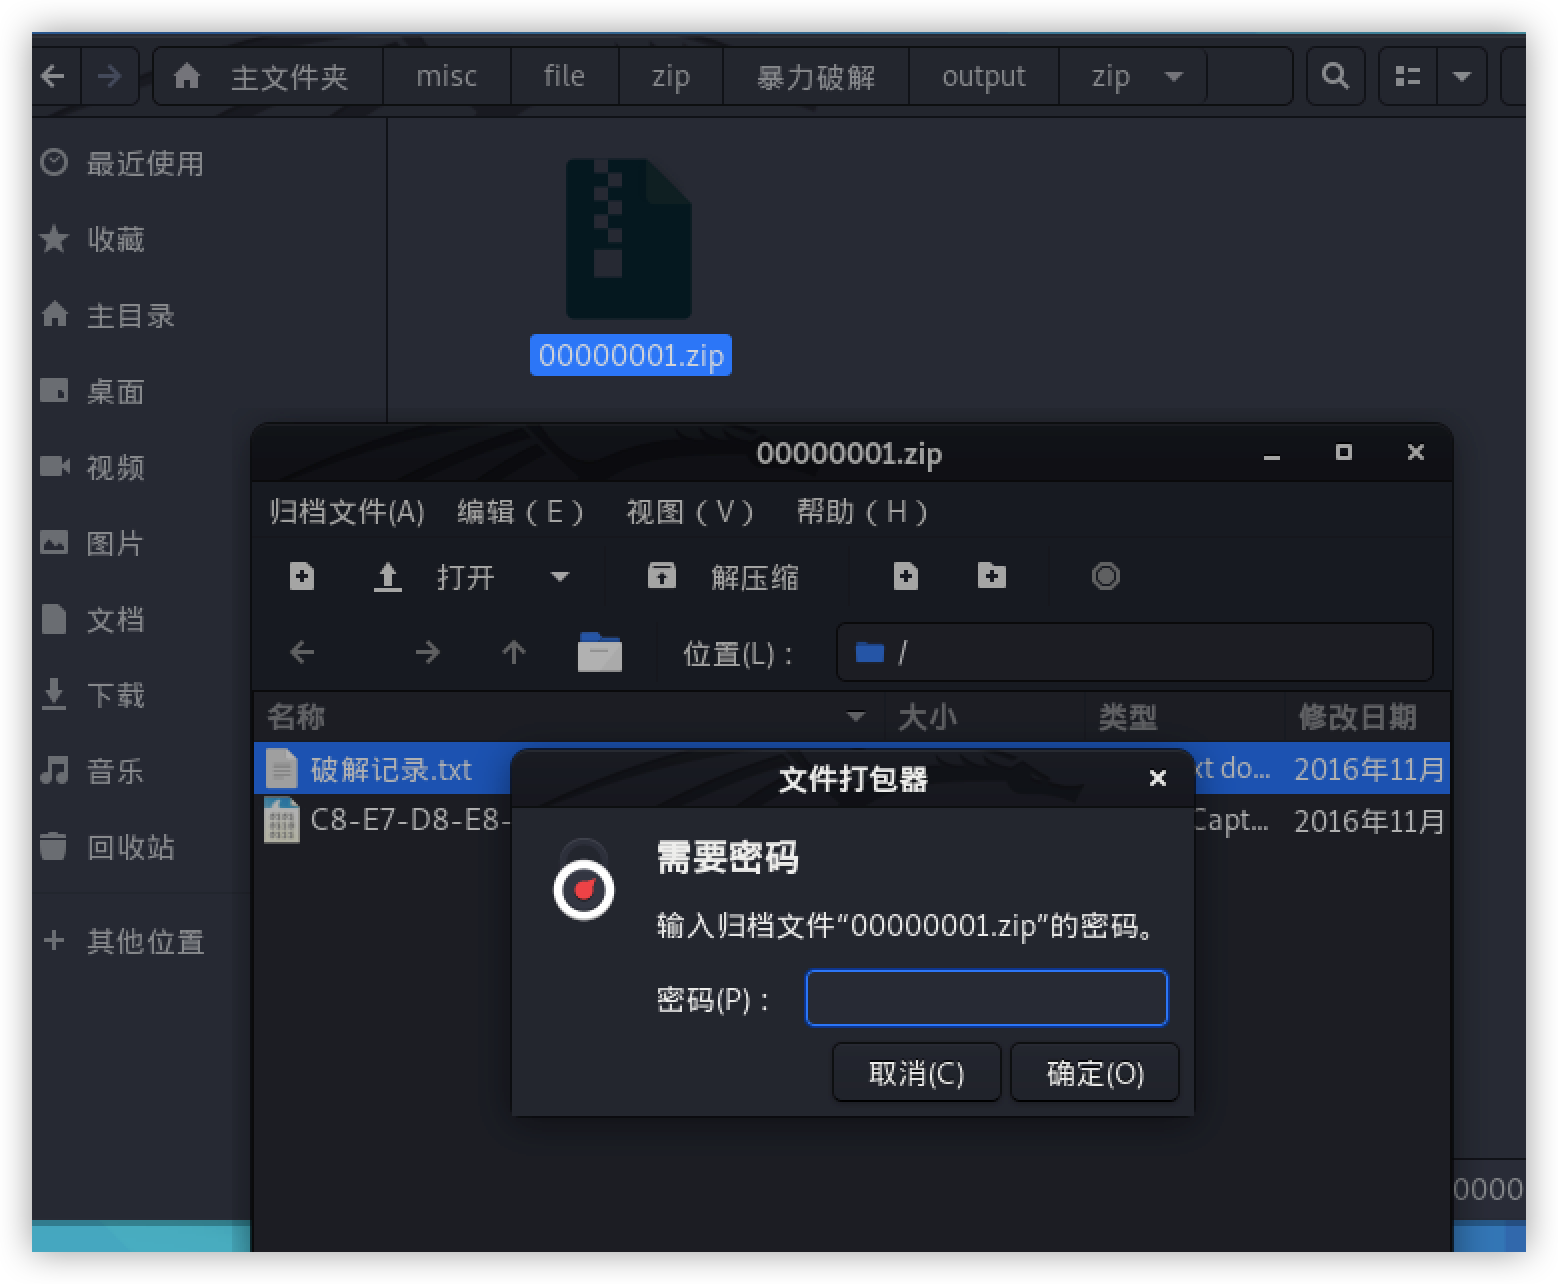 主文件夹 misc file zip 暴力破解 output zip
最近使用
收藏
主目录
桌面
视频
图片
文档
下载
音乐
回收站
其他位置
00000001.zip
00000001.zip
归档文件(A) 编辑(E) 视图(V) 帮助(H)
打开 解压缩
位置(L): /
名称 大小 类型 修改日期
破解记录.txt xt do... 2016年11月
C8-E7-D8-E8- Capt... 2016年11月
文件打包器
需要密码
输入归档文件“00000001.zip”的密码。
密码(P):
取消(C) 确定(O)
0000